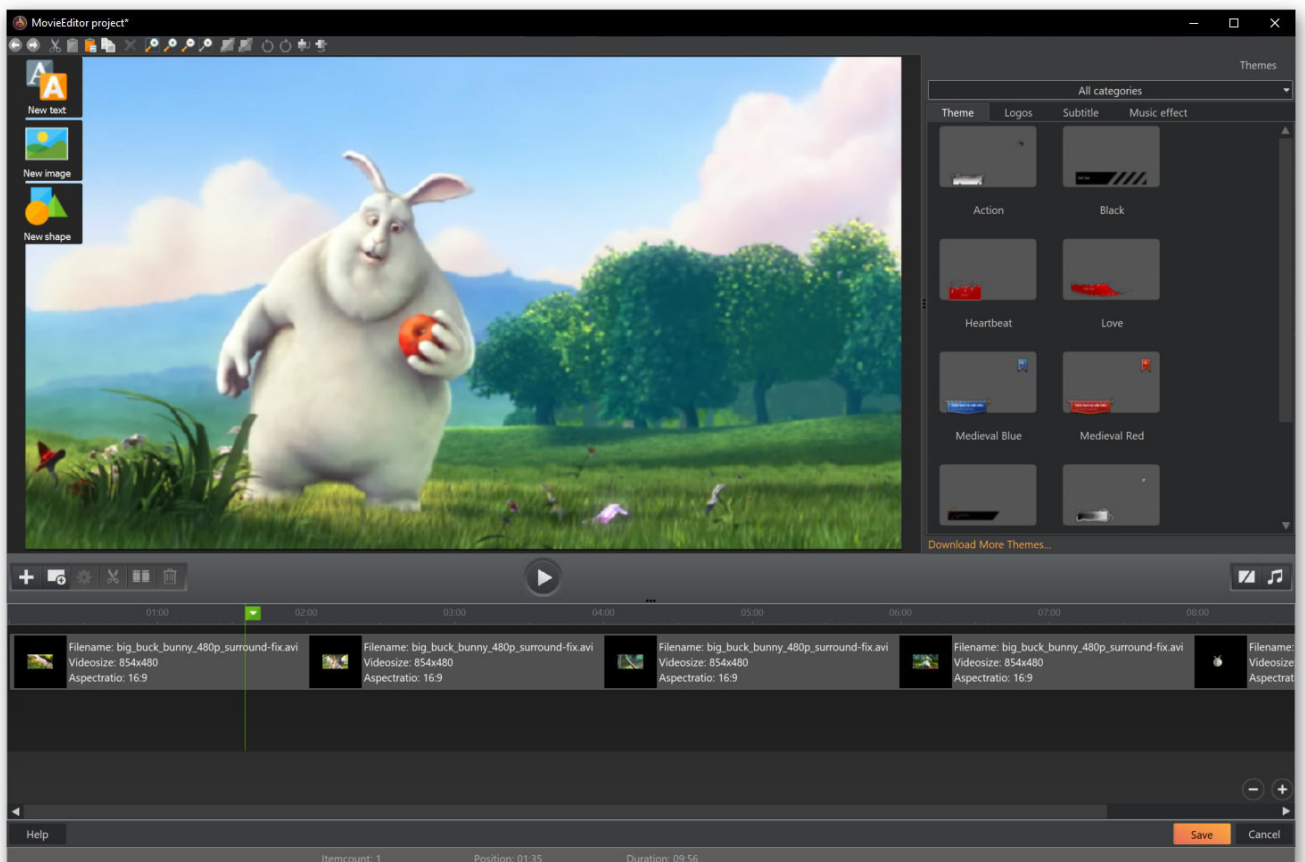 MovieEditor project*
New text
New image
New shape
Themes
All categories
Theme Logos Subtitle Music effect
Action Black
Heartbeat Love
Medieval Blue Medieval Red
Download More Themes...
01:00 02:00 03:00 04:00 05:00 06:00 07:00 08:00
Filename: big_buck_bunny_480p_surround-fix.avi
Videosize: 854x480
Aspectratio: 16:9
Filename: big_buck_bunny_480p_surround-fix.avi
Videosize: 854x480
Aspectratio: 16:9
Filename: big_buck_bunny_480p_surround-fix.avi
Videosize: 854x480
Aspectratio: 16:9
Filename: big_buck_bunny_480p_surround-fix.avi
Videosize: 854x480
Aspectratio: 16:9
Filename:
Videosize
Aspectrat
Help Save Cancel
Itemcount: 1 Position: 01:35 Duration: 09:56